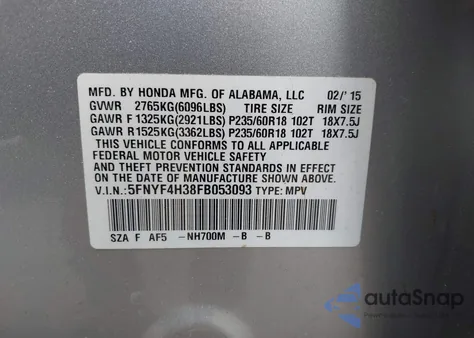 MFD. BY HONDA MFG. OF ALABAMA, LLC 02/'15
GVWR 2765KG(6096LBS) TIRE SIZE RIM SIZE
GAWR F 1325KG(2921LBS) P235/60R18 102T 18X7.5J
GAWR R 1525KG(3362LBS) P235/60R18 102T 18X7.5J
THIS VEHICLE CONFORMS TO ALL APPLICABLE
FEDERAL MOTOR VEHICLE SAFETY AND THEFT
PREVENTION STANDARDS IN EFFECT
ON THE DATE OF MANUFACTURE SHOWN ABOVE.
V.I.N.: 5FNYF4H38FB053093 TYPE: MPV
SZA F AF5 -NH700M -B -B
autoSnap